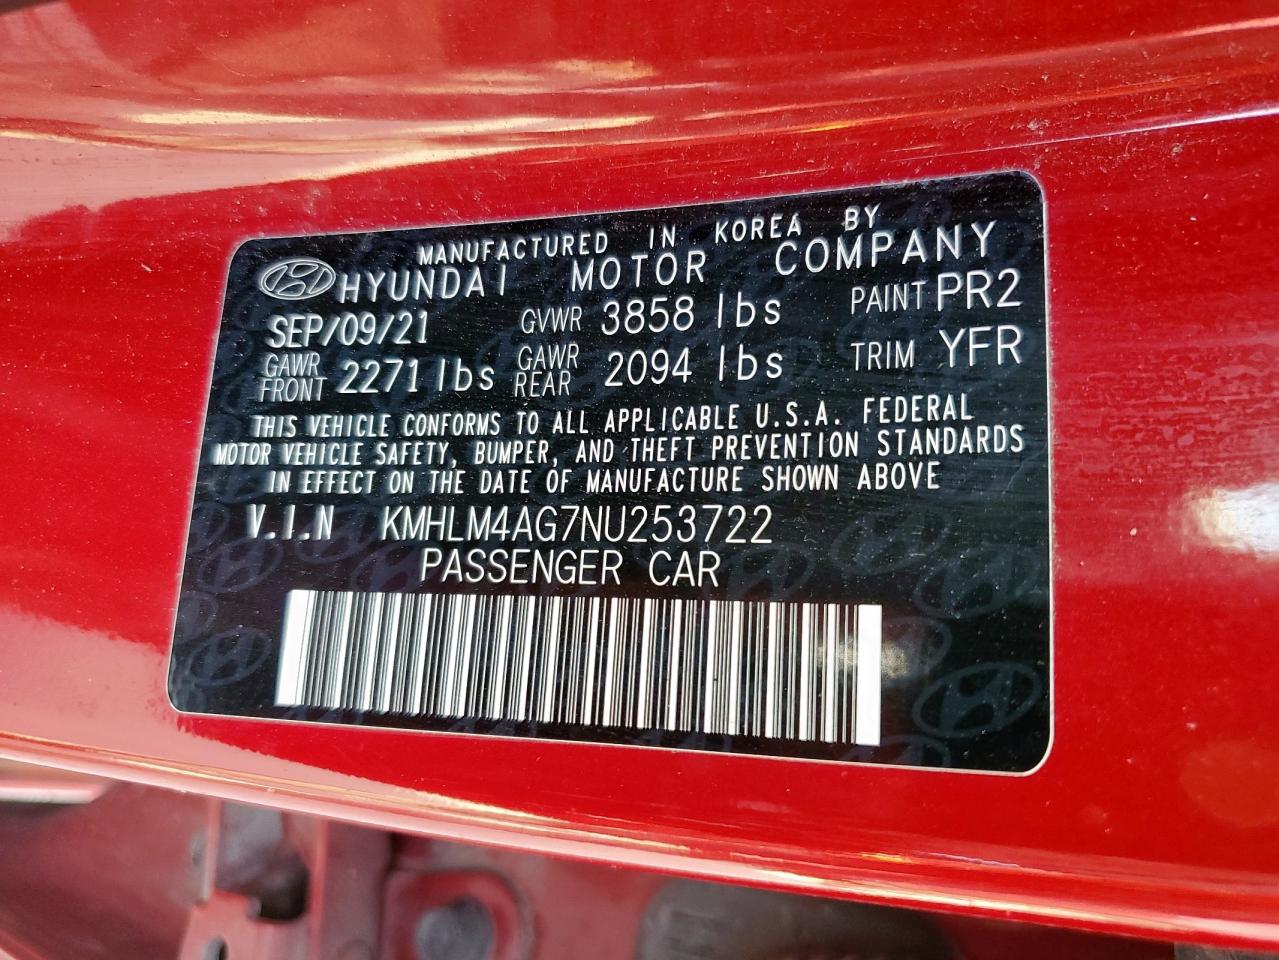 MANUFACTURED IN KOREA BY
HYUNDAI MOTOR COMPANY
SEP/09/21 GVWR 3858 lbs PAINT PR2
GAWR FRONT 2271 lbs GAWR REAR 2094 lbs TRIM YFR
THIS VEHICLE CONFORMS TO ALL APPLICABLE U.S.A. FEDERAL
MOTOR VEHICLE SAFETY, BUMPER, AND THEFT PREVENTION STANDARDS
IN EFFECT ON THE DATE OF MANUFACTURE SHOWN ABOVE
V.I.N KMHLM4AG7NU253722
PASSENGER CAR